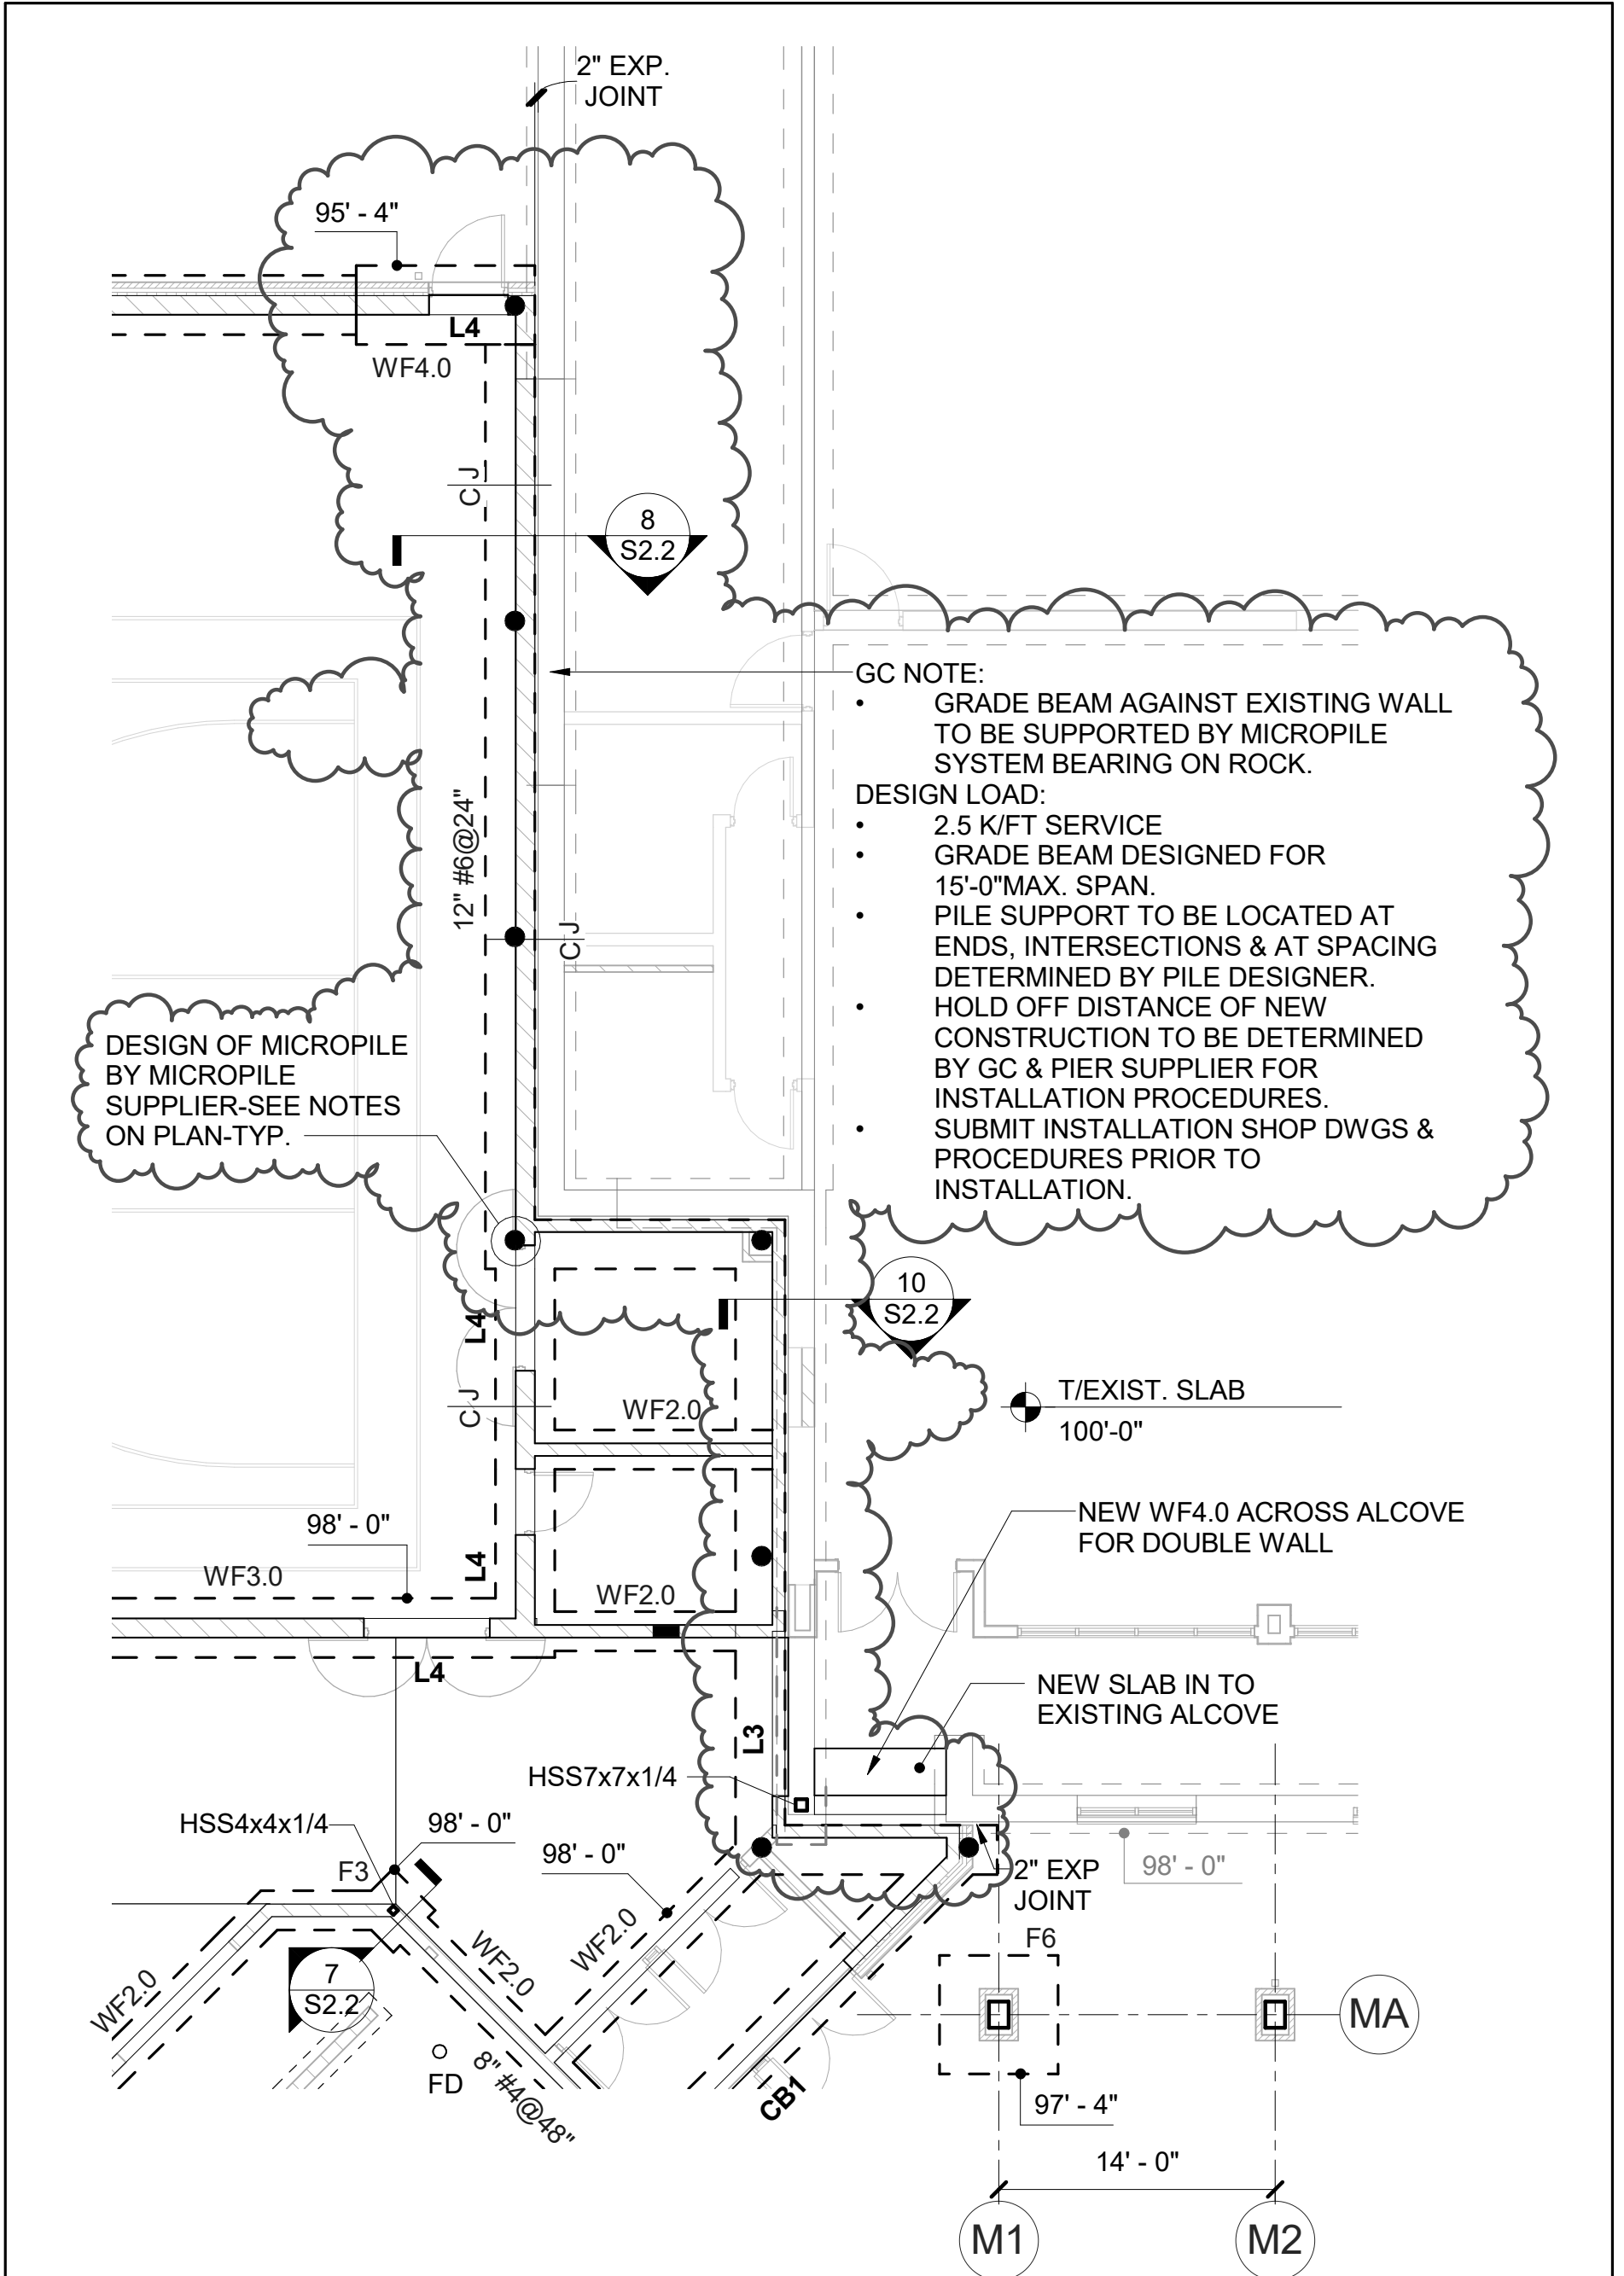 2" EXP.
JOINT
95' - 4"
L4
WF4.0
C J
8
S2.2
GC NOTE:
• GRADE BEAM AGAINST EXISTING WALL
TO BE SUPPORTED BY MICROPILE
SYSTEM BEARING ON ROCK.
DESIGN LOAD:
• 2.5 K/FT SERVICE
• GRADE BEAM DESIGNED FOR
15'-0"MAX. SPAN.
• PILE SUPPORT TO BE LOCATED AT
ENDS, INTERSECTIONS & AT SPACING
DETERMINED BY PILE DESIGNER.
• HOLD OFF DISTANCE OF NEW
CONSTRUCTION TO BE DETERMINED
BY GC & PIER SUPPLIER FOR
INSTALLATION PROCEDURES.
• SUBMIT INSTALLATION SHOP DWGS &
PROCEDURES PRIOR TO
INSTALLATION.
12" #6@24"
C J
DESIGN OF MICROPILE
BY MICROPILE
SUPPLIER-SEE NOTES
ON PLAN-TYP.
10
S2.2
L4
C J
WF2.0
T/EXIST. SLAB
100'-0"
NEW WF4.0 ACROSS ALCOVE
FOR DOUBLE WALL
98' - 0"
WF3.0
L4
WF2.0
L4
L3
NEW SLAB IN TO
EXISTING ALCOVE
HSS7x7x1/4
HSS4x4x1/4
98' - 0"
F3
98' - 0"
2" EXP
JOINT
98' - 0"
F6
WF2.0
WF2.0
WF2.0
7
S2.2
FD
8" #4@48"
CB1
MA
97' - 4"
14' - 0"
M1
M2